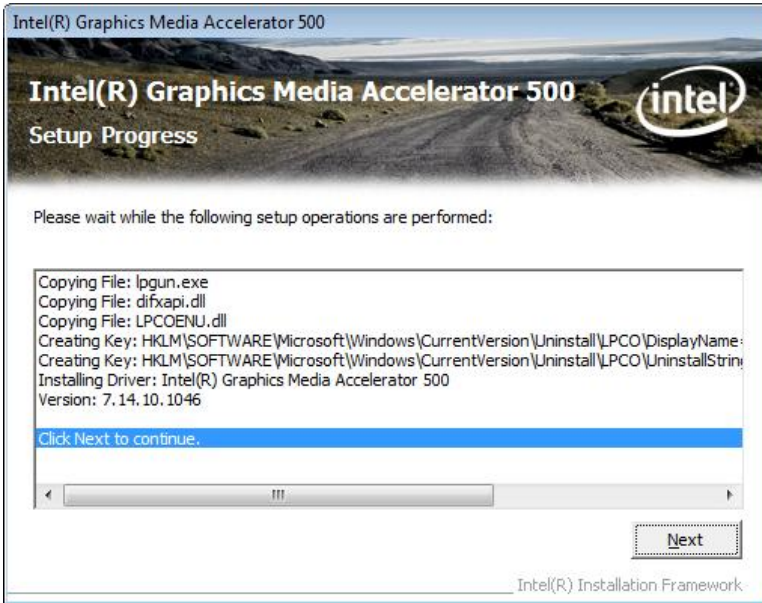 Intel(R) Graphics Media Accelerator 500
Intel(R) Graphics Media Accelerator 500
Setup Progress
intel
Please wait while the following setup operations are performed:
Copying File: lpgun.exe
Copying File: difxapi.dll
Copying File: LPCOENU.dll
Creating Key: HKLM\SOFTWARE\Microsoft\Windows\CurrentVersion\Uninstall\LPCO\DisplayName=
Creating Key: HKLM\SOFTWARE\Microsoft\Windows\CurrentVersion\Uninstall\LPCO\UninstallString
Installing Driver: Intel(R) Graphics Media Accelerator 500
Version: 7.14.10.1046
Click Next to continue.
Next
Intel(R) Installation Framework